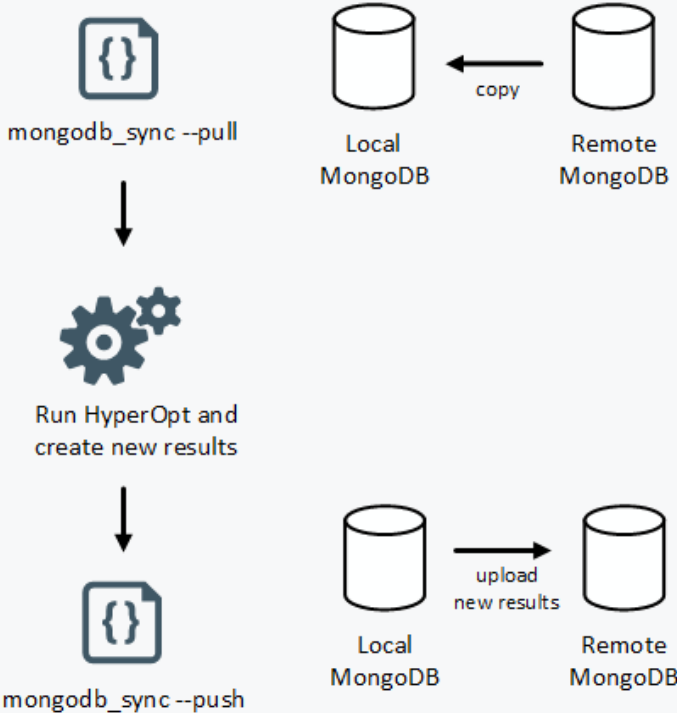 {}
mongodb_sync --pull
copy
Local
MongoDB
Remote
MongoDB
Run HyperOpt and
create new results
{}
mongodb_sync --push
upload
new results
Local
MongoDB
Remote
MongoDB